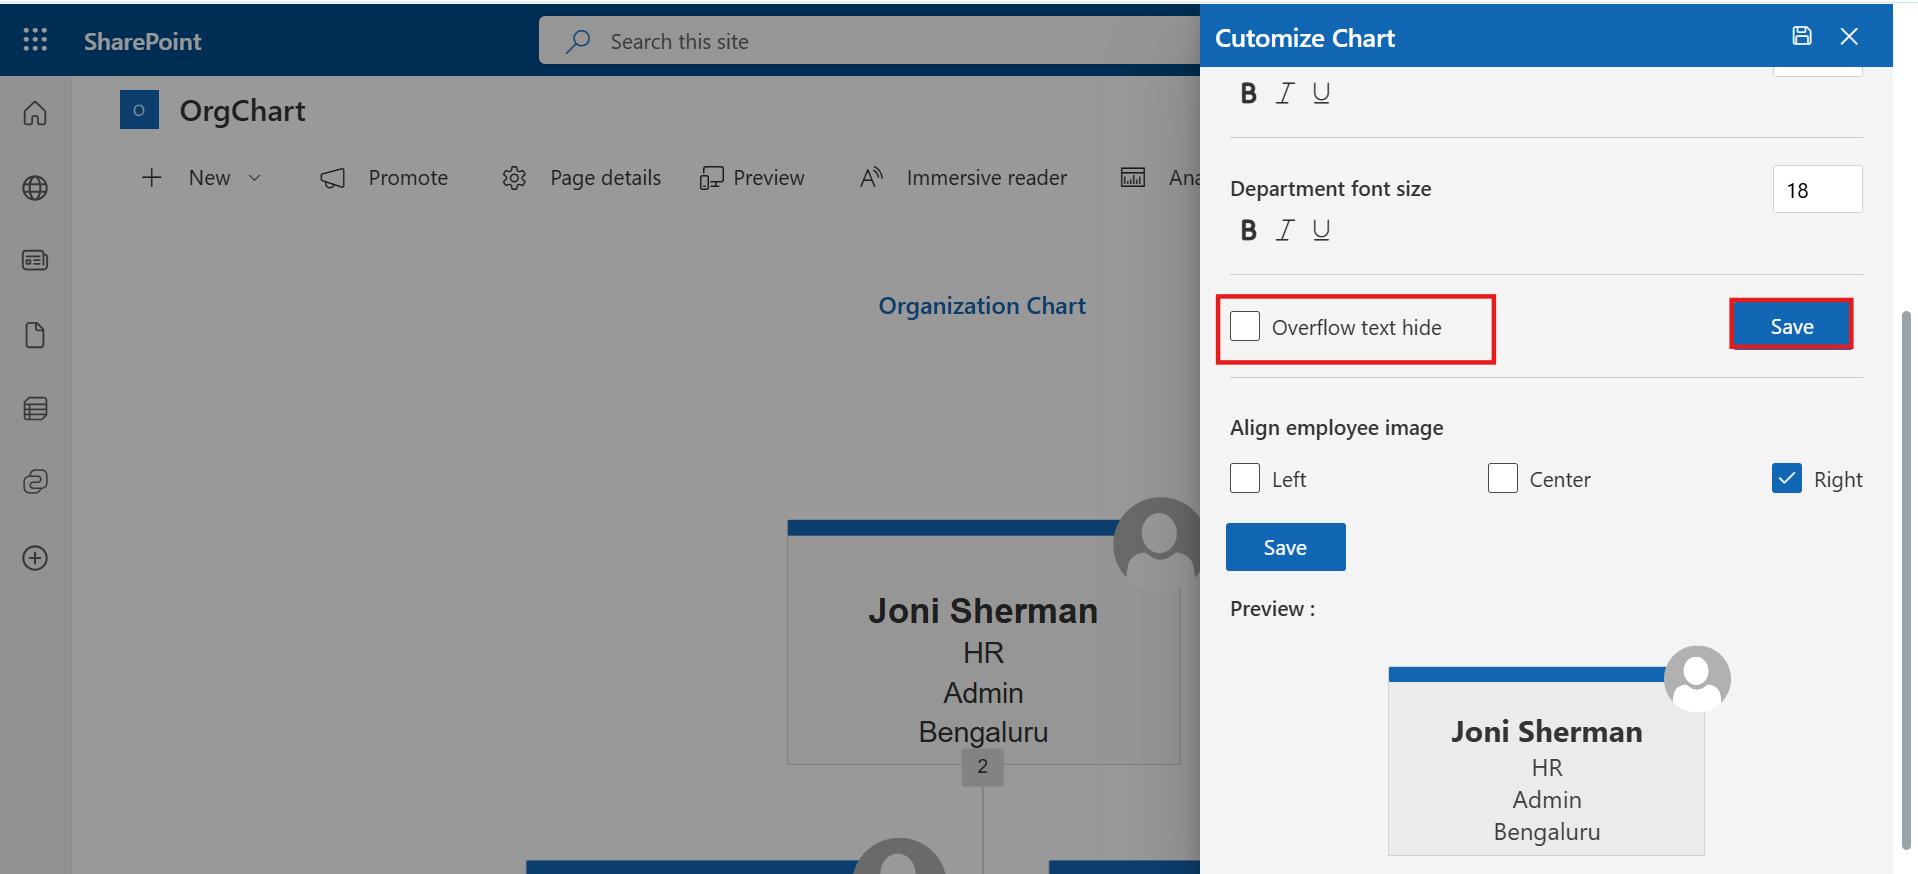 SharePoint
Search this site
Cutomize Chart
O
OrgChart
New
Promote
Page details
Preview
Immersive reader
Ana
B I U
Department font size
18
B I U
Organization Chart
Overflow text hide
Save
Align employee image
Left
Center
Right
Save
Preview :
Joni Sherman
HR
Admin
Bengaluru
2
Joni Sherman
HR
Admin
Bengaluru